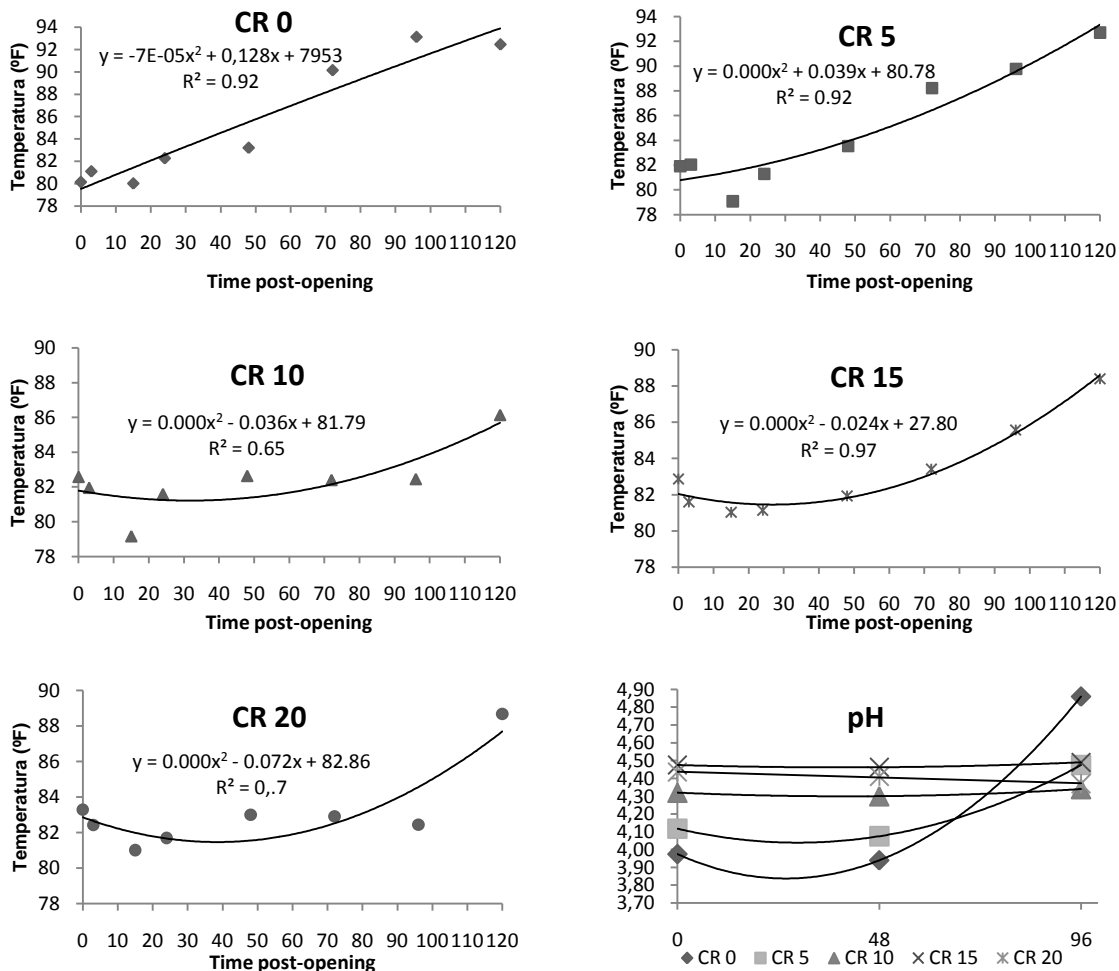 CR 0
y = -7E-05x² + 0,128x + 7953
R² = 0.92
Temperatura (ºF)
94
92
90
88
86
84
82
80
78
0 10 20 30 40 50 60 70 80 90 100 110 120
Time post-opening
CR 5
y = 0.000x² + 0.039x + 80.78
R² = 0.92
Temperatura (ºF)
94
92
90
88
86
84
82
80
78
0 10 20 30 40 50 60 70 80 90 100 110 120
Time post-opening
CR 10
y = 0.000x² - 0.036x + 81.79
R² = 0.65
Temperatura (ºF)
90
88
86
84
82
80
78
0 10 20 30 40 50 60 70 80 90 100 110 120
Time post-opening
CR 15
y = 0.000x² - 0.024x + 27.80
R² = 0.97
Temperatura (ºF)
90
88
86
84
82
80
78
0 10 20 30 40 50 60 70 80 90 100 110 120
Time post-opening
CR 20
y = 0.000x² - 0.072x + 82.86
R² = 0,.7
Temperatura (ºF)
90
88
86
84
82
80
78
0 10 20 30 40 50 60 70 80 90 100 110 120
Time post-opening
pH
4,90
4,80
4,70
4,60
4,50
4,40
4,30
4,20
4,10
4,00
3,90
3,80
3,70
0 48 96
CR 0 CR 5 CR 10 CR 15 CR 20